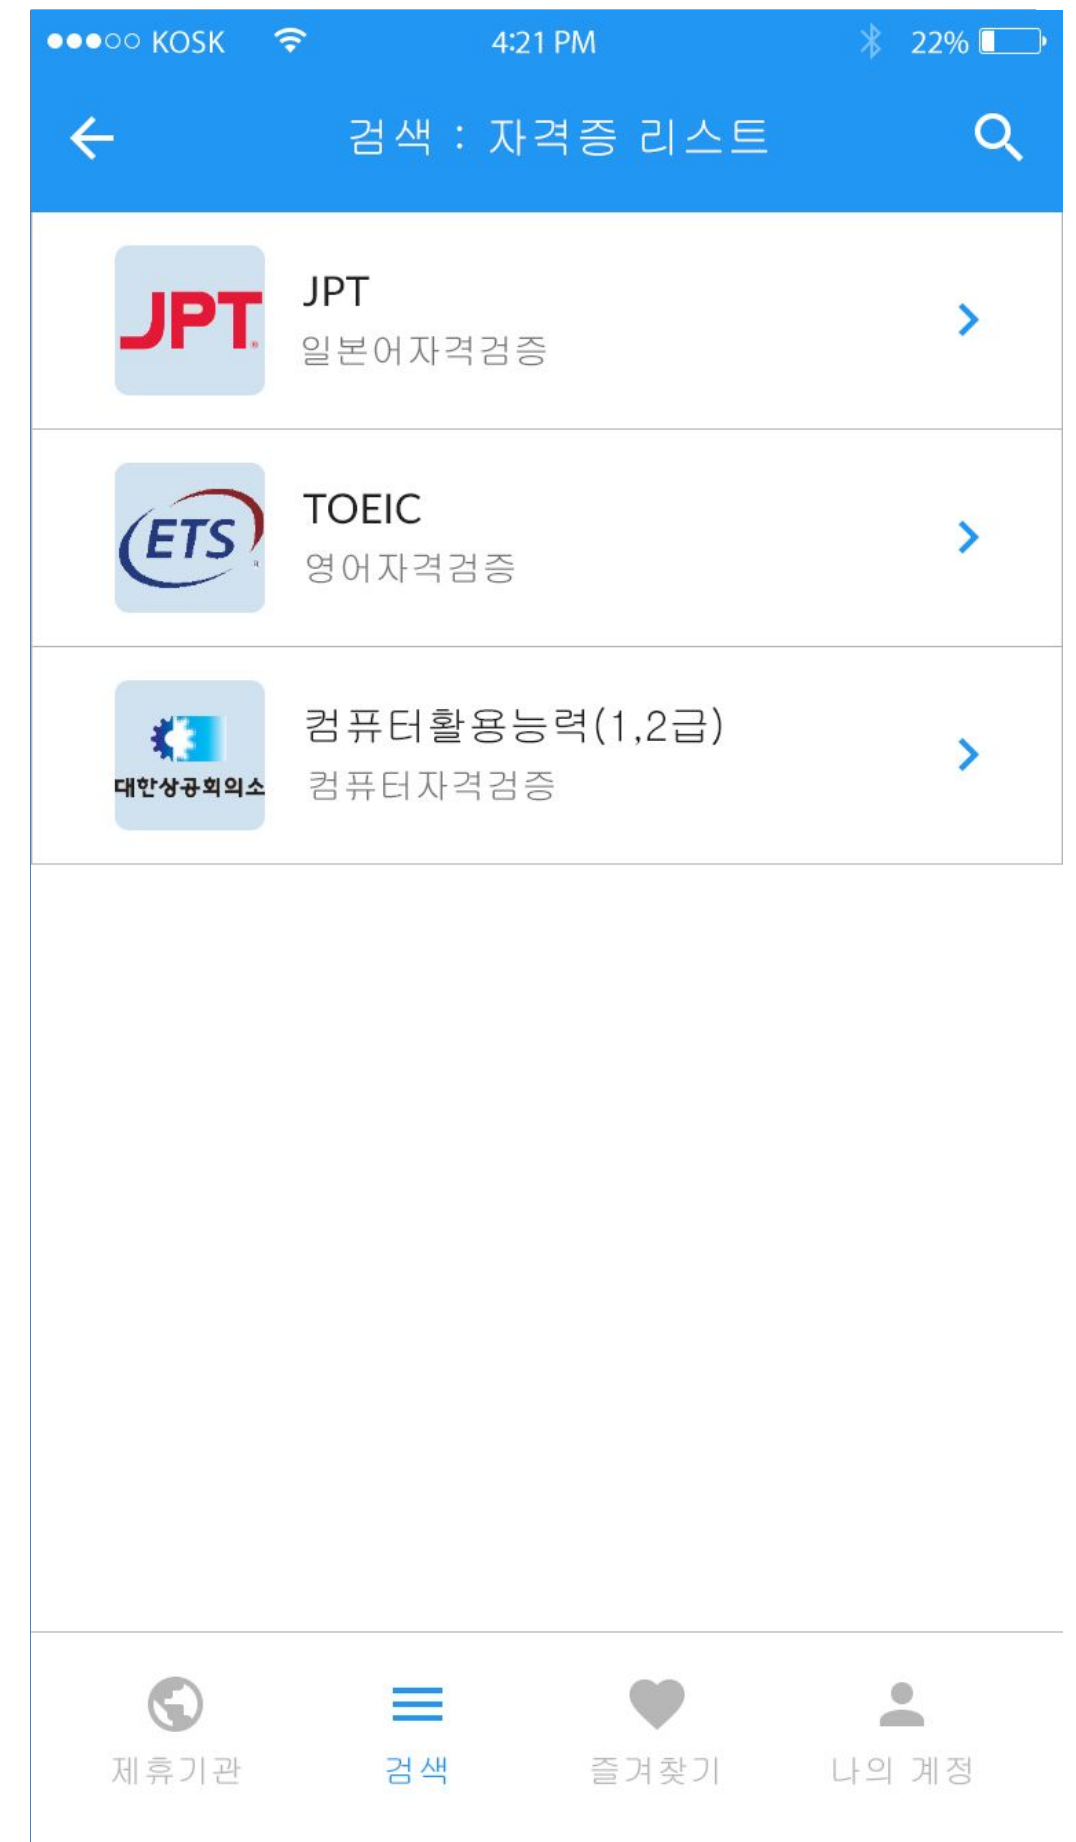 KOSK 4:21 PM 22%
검색 : 자격증 리스트
JPT
JPT
일본어자격검증
ETS
TOEIC
영어자격검증
대한상공회의소
컴퓨터활용능력(1,2급)
컴퓨터자격검증
제휴기관 검색 즐겨찾기 나의 계정